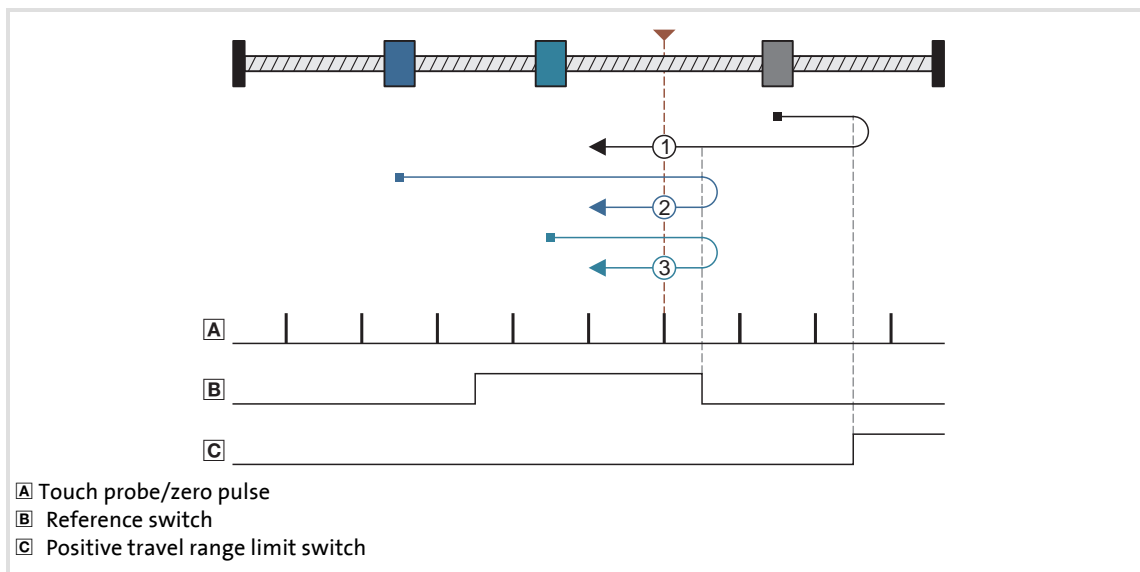 1
2
3
A
B
C
A Touch probe/zero pulse
B Reference switch
C Positive travel range limit switch